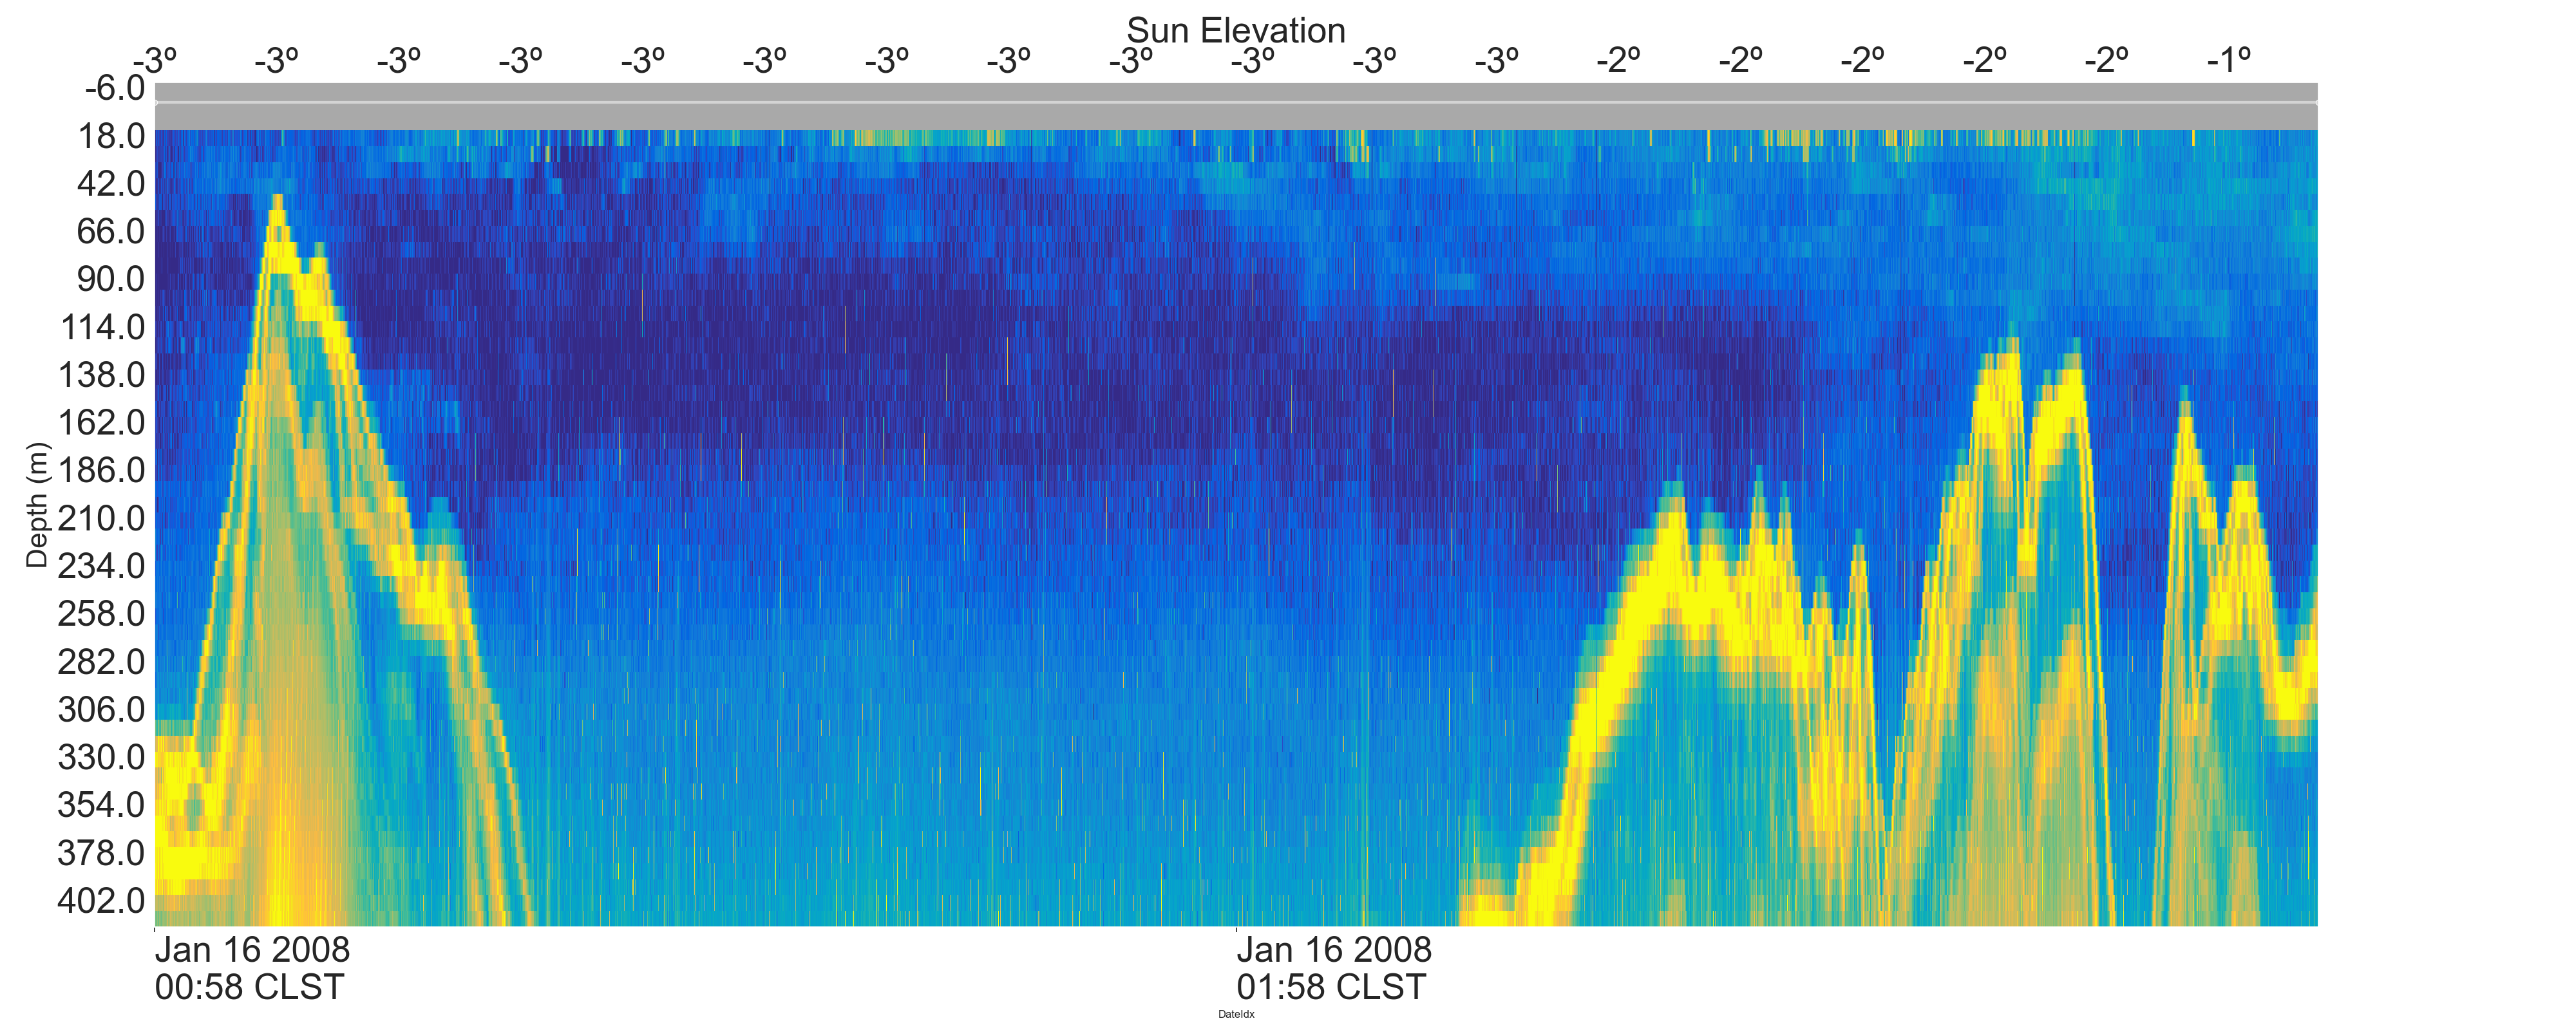 Sun Elevation
-3º -3º -3º -3º -3º -3º -3º -3º -3º -3º -3º -3º -2º -2º -2º -2º -2º -1º
-6.0
18.0
42.0
66.0
90.0
114.0
138.0
162.0
186.0
210.0
234.0
258.0
282.0
306.0
330.0
354.0
378.0
402.0
Depth (m)
Jan 16 2008
00:58 CLST
Jan 16 2008
01:58 CLST
DateIdx